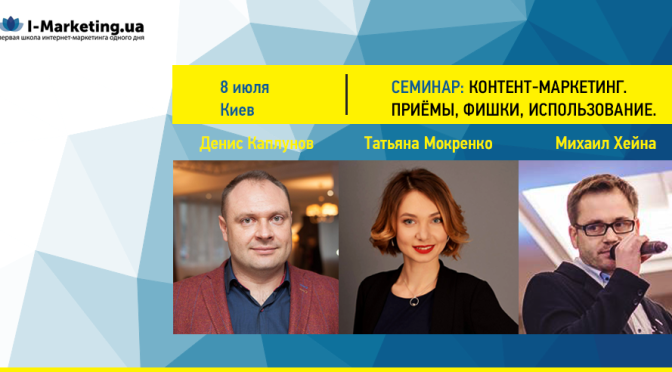 I-Marketing.ua
первая школа интернет-маркетинга одного дня
8 июля
Киев
СЕМИНАР: КОНТЕНТ-МАРКЕТИНГ.
ПРИЁМЫ, ФИШКИ, ИСПОЛЬЗОВАНИЕ.
Денис Каплунов
Татьяна Мокренко
Михаил Хейна